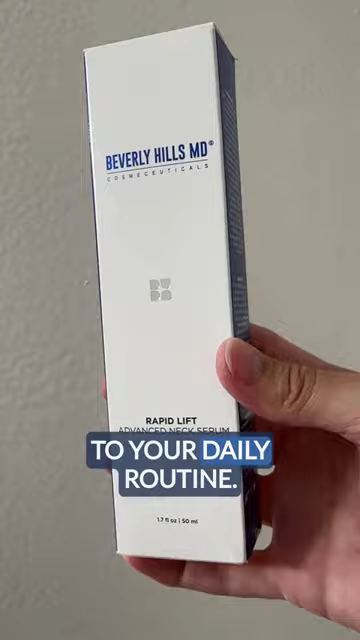 BEVERLY HILLS MD®
COSMECEUTICALS
RAPID LIFT
ADVANCED NECK SERUM
TO YOUR DAILY
ROUTINE.
1.7 fl oz | 50 ml